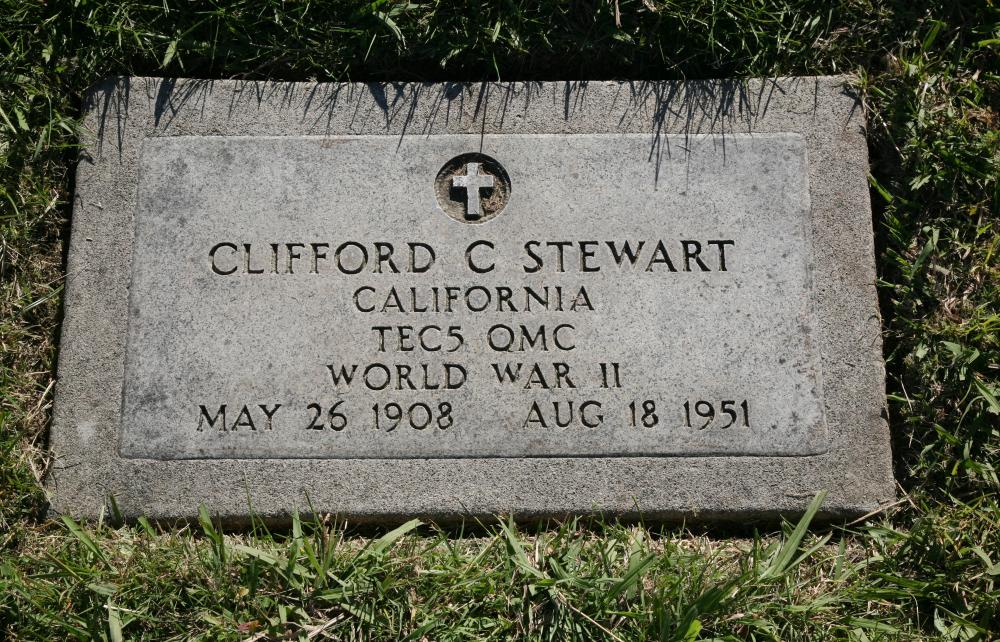 CLIFFORD C STEWART
CALIFORNIA
TEC5 QMC
WORLD WAR II
MAY 26 1908 AUG 18 1951